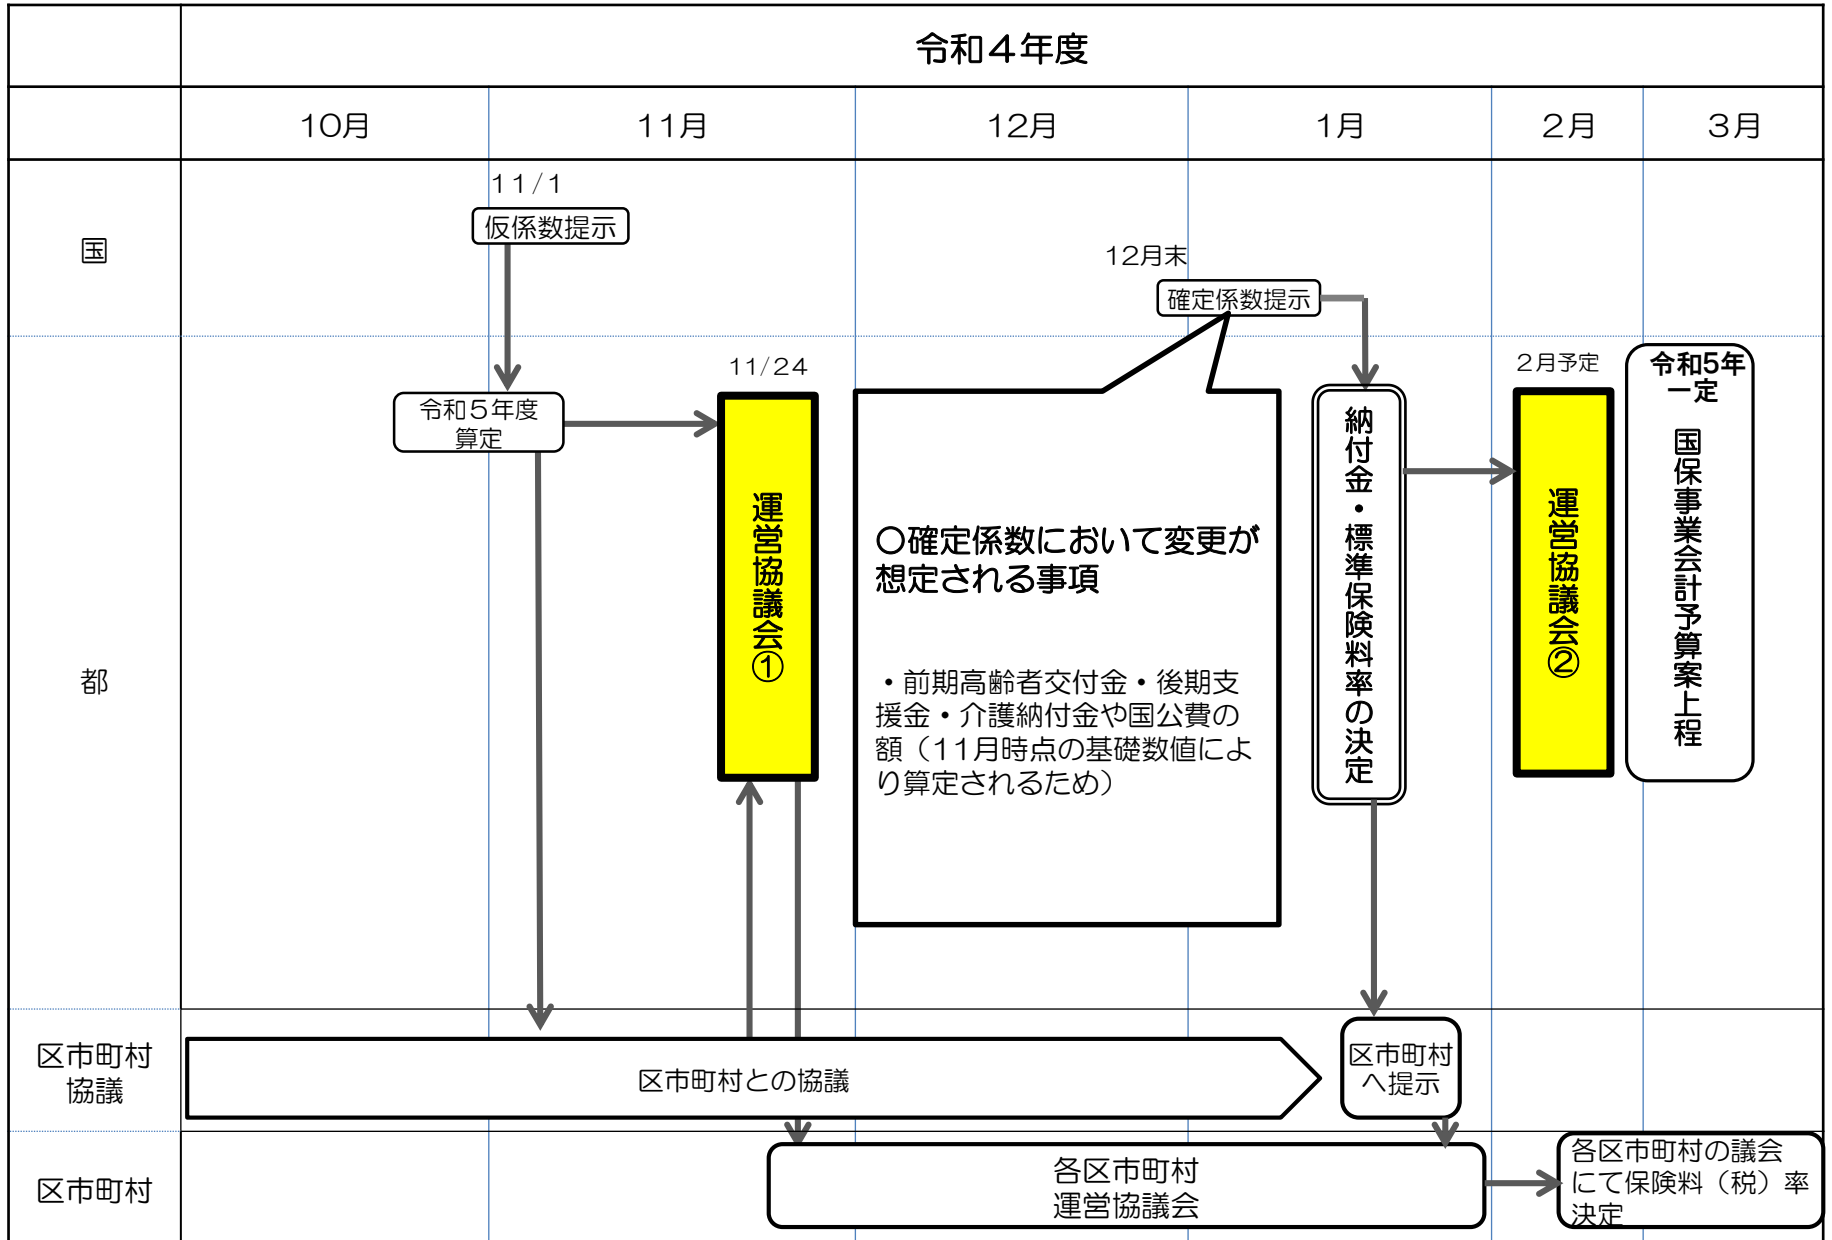 令和４年度
10月
11月
12月
1月
２月
３月
国
11/1
仮係数提示
12月末
確定係数提示
都
令和５年度
算定
11/24
運営協議会①
〇確定係数において変更が
想定される事項
・前期高齢者交付金・後期支
援金・介護納付金や国公費の
額（11月時点の基礎数値によ
り算定されるため）
納付金・標準保険料率の決定
２月予定
運営協議会②
令和5年
一定
国保事業会計予算案上程
区市町村
協議
区市町村との協議
区市町村
へ提示
区市町村
各区市町村
運営協議会
各区市町村の議会
にて保険料（税）率
決定